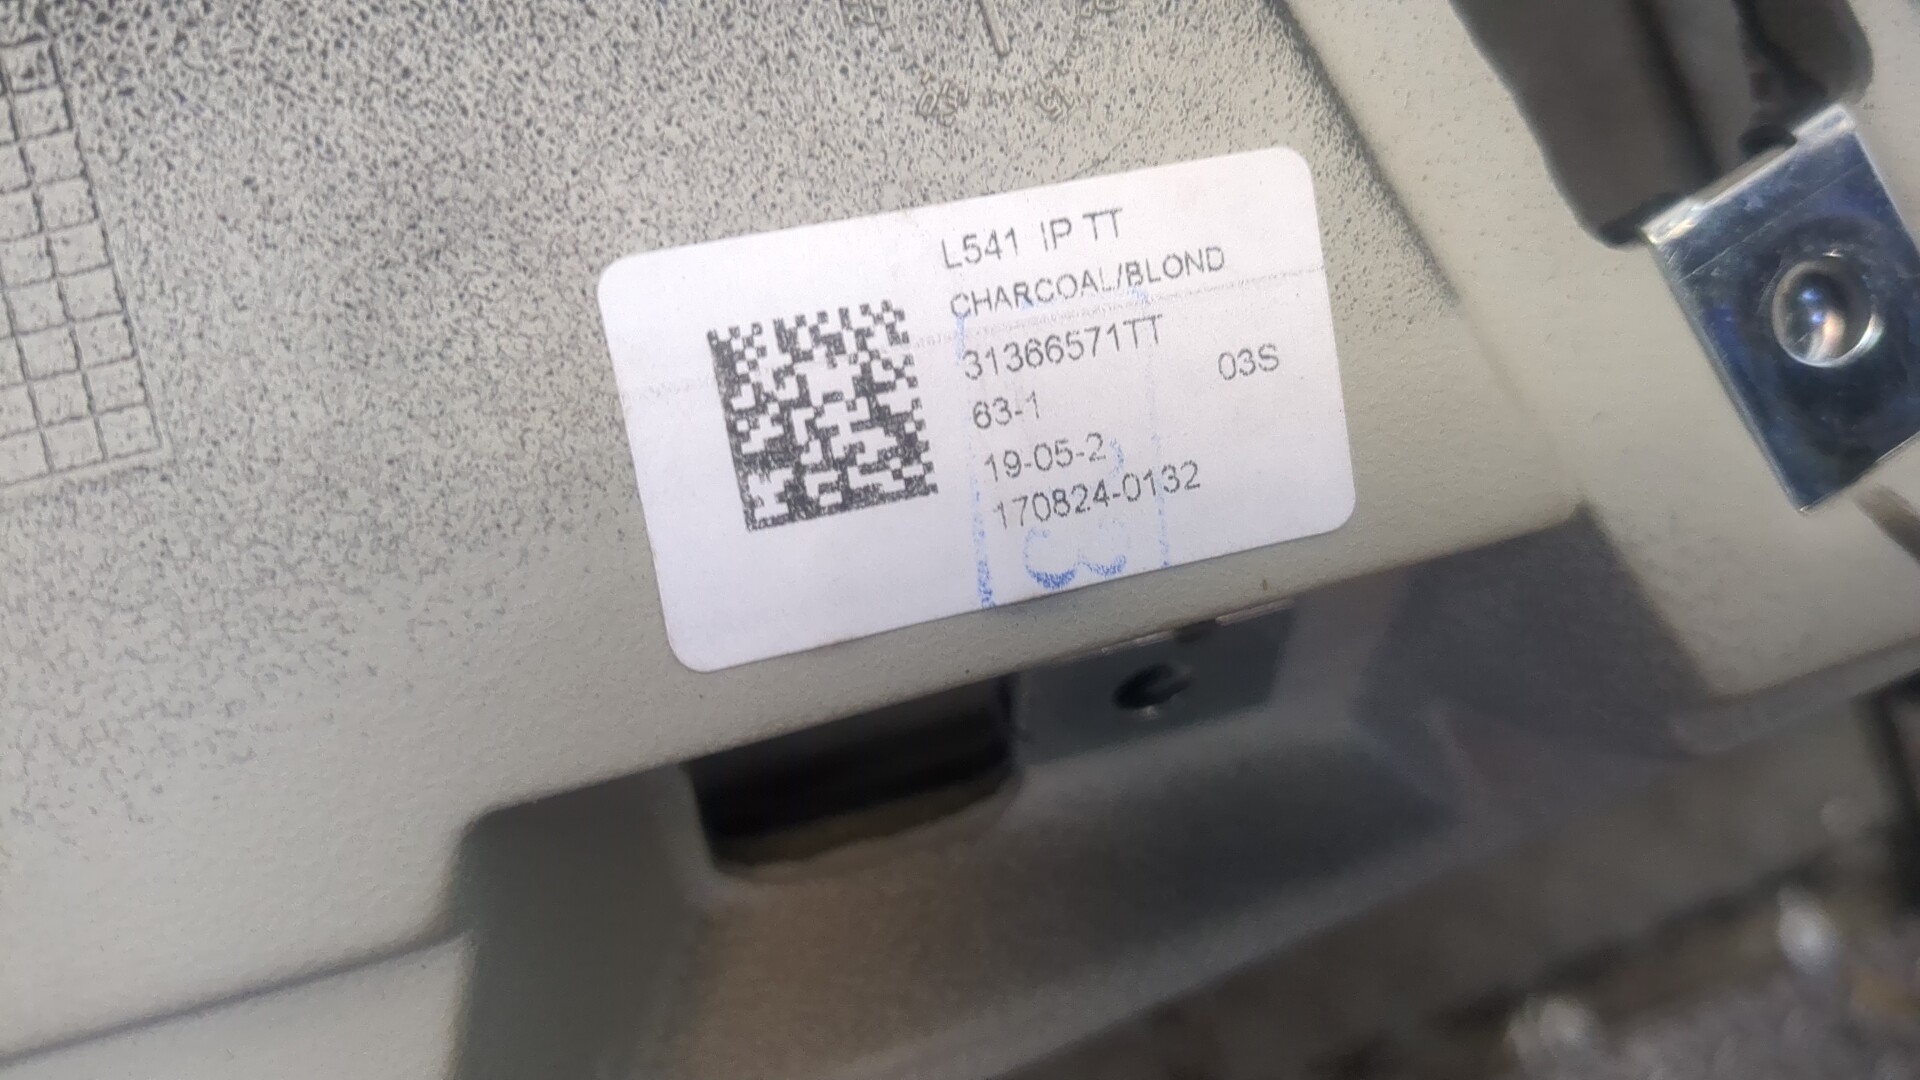 L541 IP TT
CHARCOAL/BLOND
31366571TT
03S
63-1
19-05-2
170824-0132